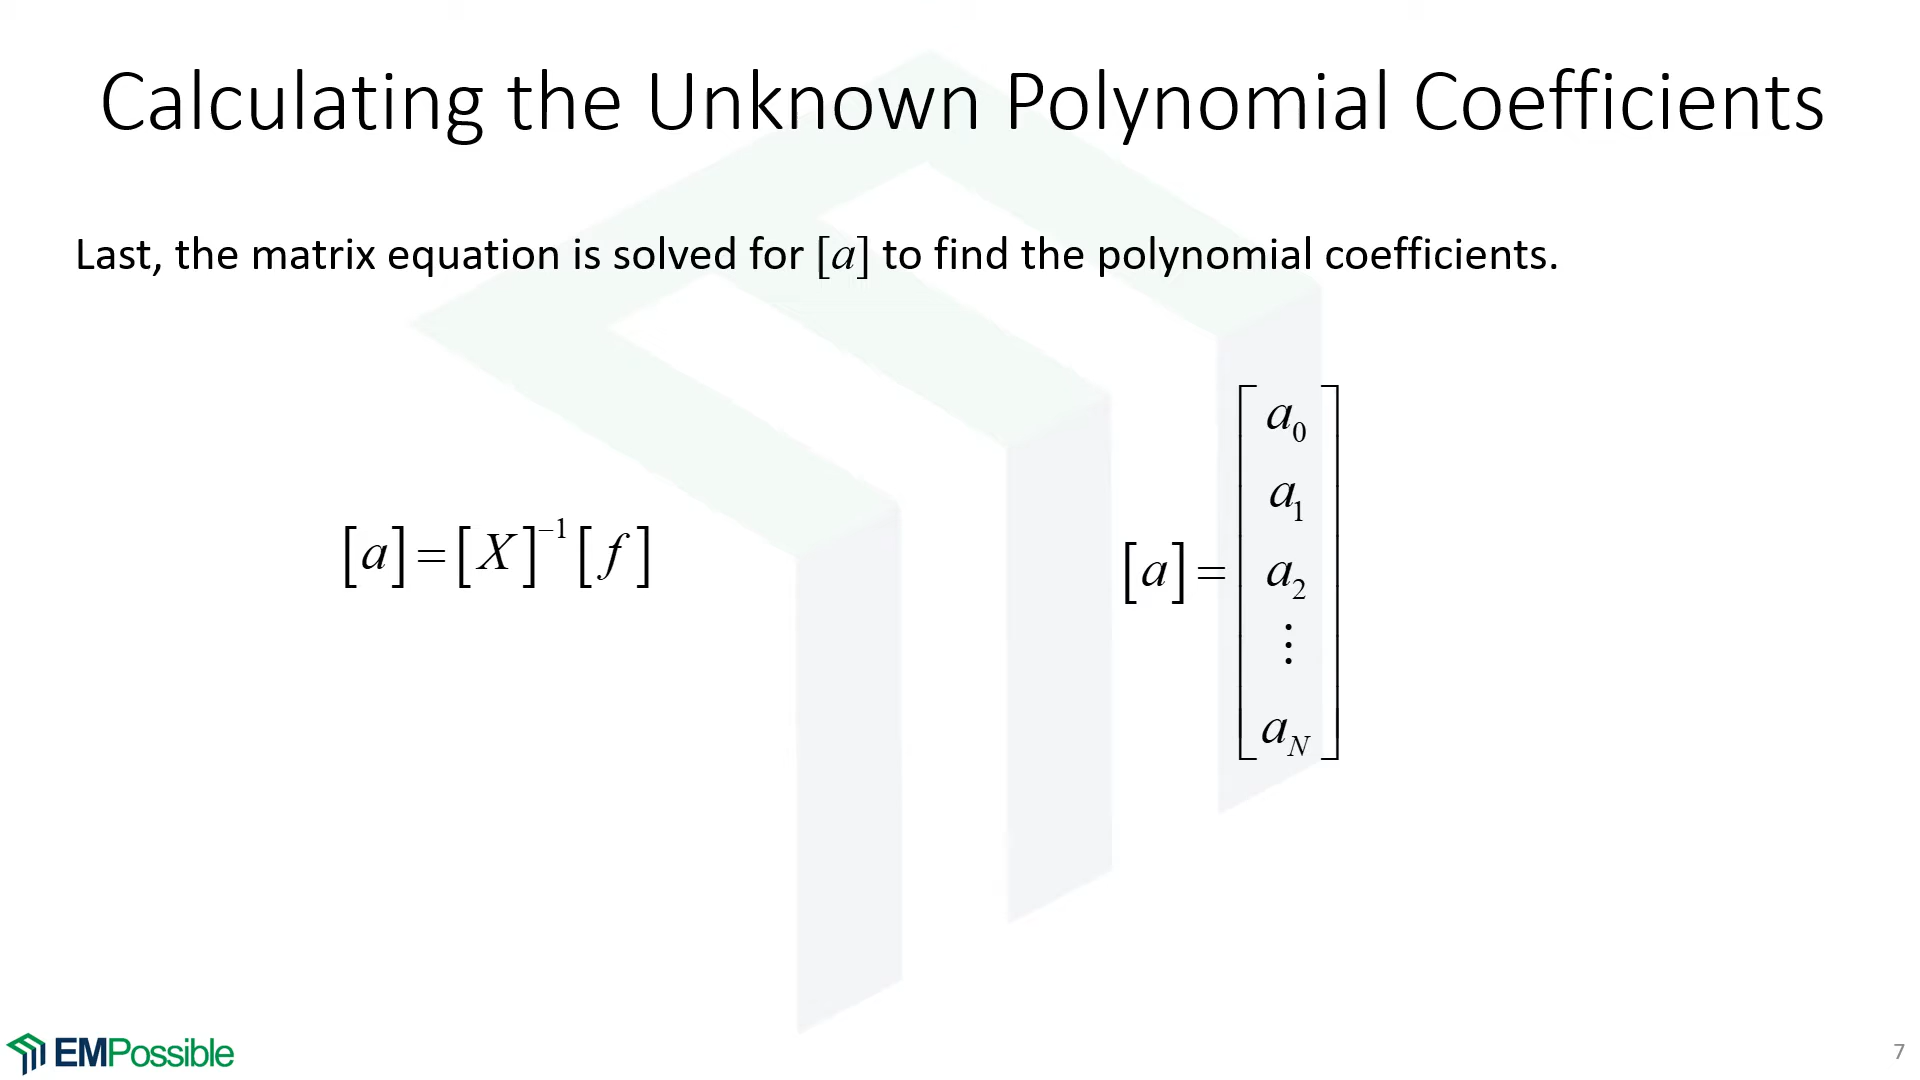 Calculating the Unknown Polynomial Coefficients
Last, the matrix equation is solved for [a] to find the polynomial coefficients.
[a] = [X]⁻¹ [f]
[a] = [a₀ a₁ a₂ ⋮ a_N]
EMPossible
7